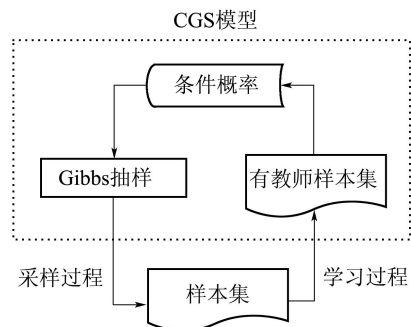 CGS模型
条件概率
Gibbs抽样
有教师样本集
采样过程
样本集
学习过程